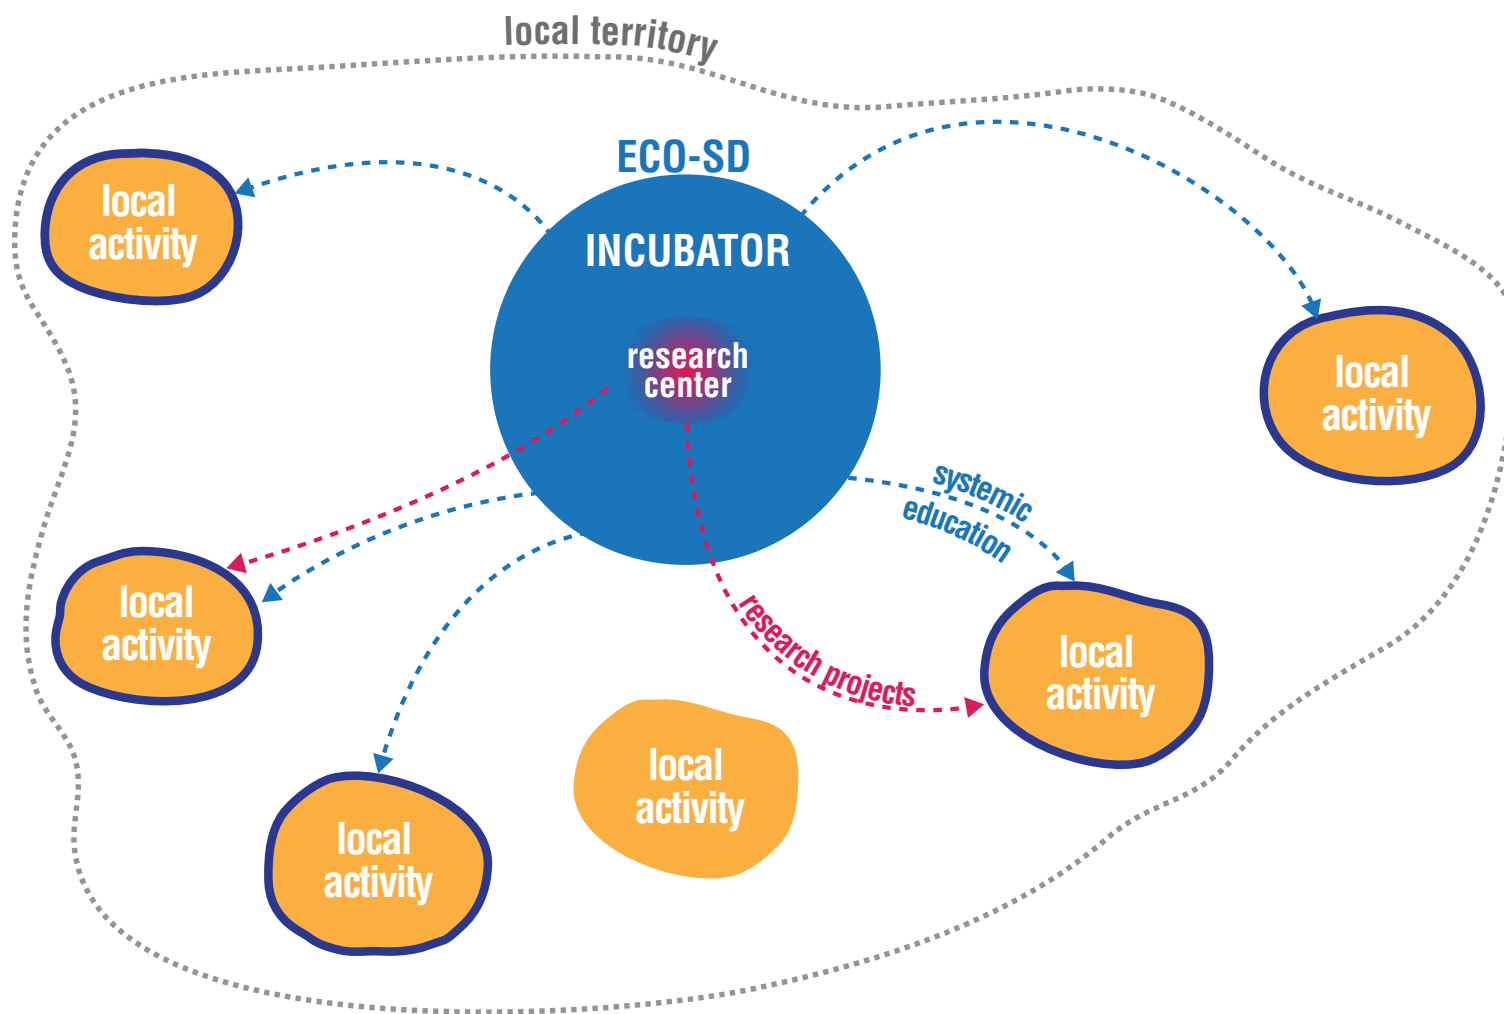 local territory
ECO-SD
INCUBATOR
local
activity
research
center
local
activity
systemic
education
local
activity
research projects
local
activity
local
activity
local
activity